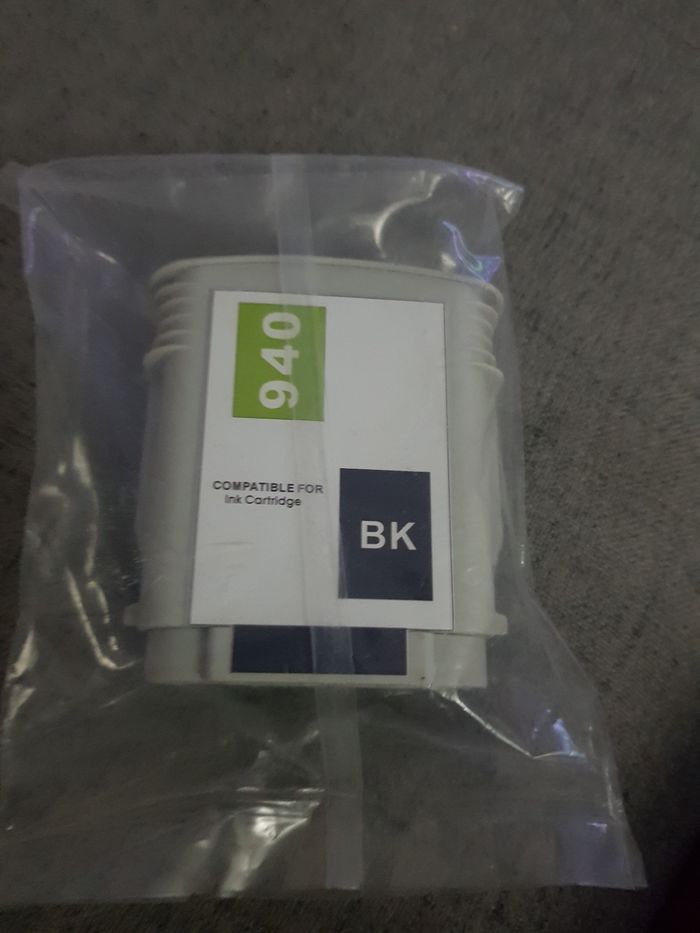 940
COMPATIBLE FOR
Ink Cartridge
BK